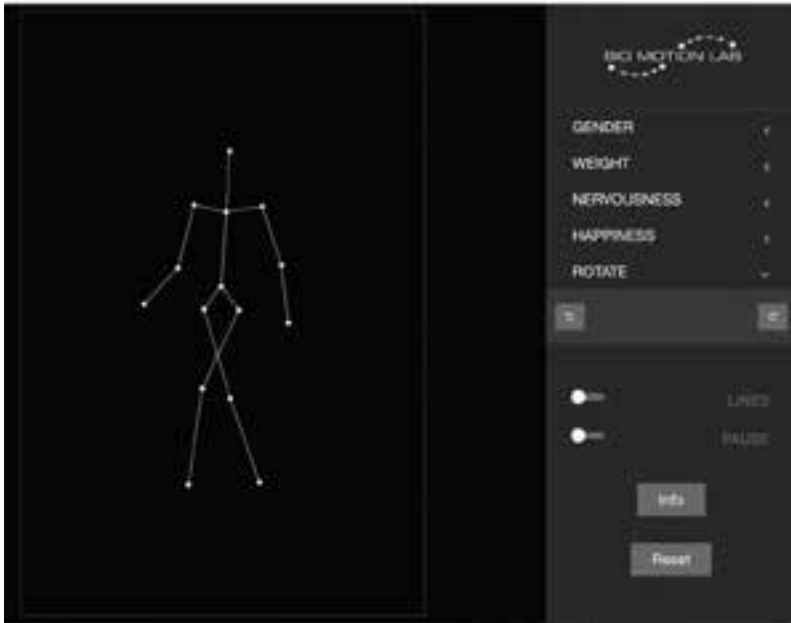 BIO MOTION LAB
GENDER
WEIGHT
NERVOUSNESS
HAPPINESS
ROTATE
LINES
PAUSE
Info
Reset